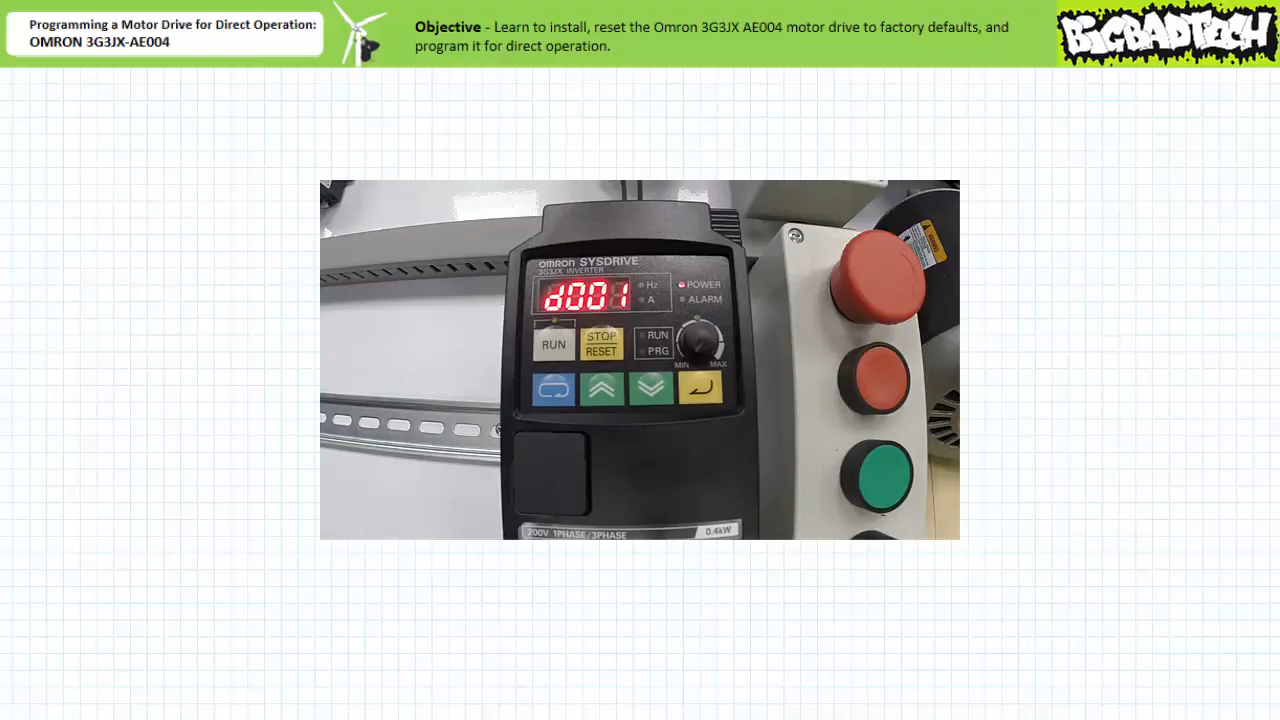 Programming a Motor Drive for Direct Operation:
OMRON 3G3JX-AE004
Objective - Learn to install, reset the Omron 3G3JX AE004 motor drive to factory defaults, and
program it for direct operation.
BIGBADTECH
OMRON SYSDRIVE
3G3JX INVERTER
d001
Hz
A
POWER
ALARM
RUN
STOP
RESET
RUN
PRG
MIN
MAX
200V 1PHASE/3PHASE
0.4kW